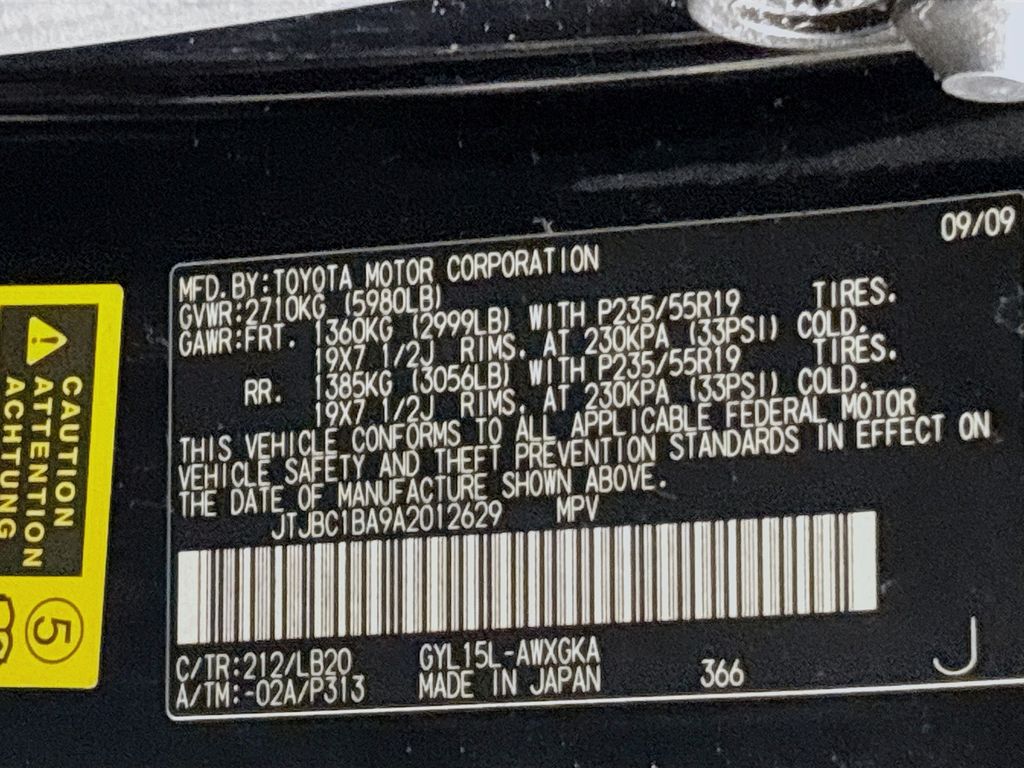 09/09
MFD.BY:TOYOTA MOTOR CORPORATION
GVWR:2710KG (5980LB)
GAWR:FRT. 1360KG (2999LB) WITH P235/55R19 TIRES.
19X7 1/2J RIMS. AT 230KPA (33PSI) COLD.
RR. 1385KG (3056LB) WITH P235/55R19 TIRES.
19X7 1/2J RIMS. AT 230KPA (33PSI) COLD.
THIS VEHICLE CONFORMS TO ALL APPLICABLE FEDERAL MOTOR
VEHICLE SAFETY AND THEFT PREVENTION STANDARDS IN EFFECT ON
THE DATE OF MANUFACTURE SHOWN ABOVE.
JTJBC1BA9A2012629 MPV
C/TR:212/LB20 GYL15L-AWXGKA
A/TM:-02A/P313 MADE IN JAPAN 366 J
CAUTION
ATTENTION
ACHTUNG
5